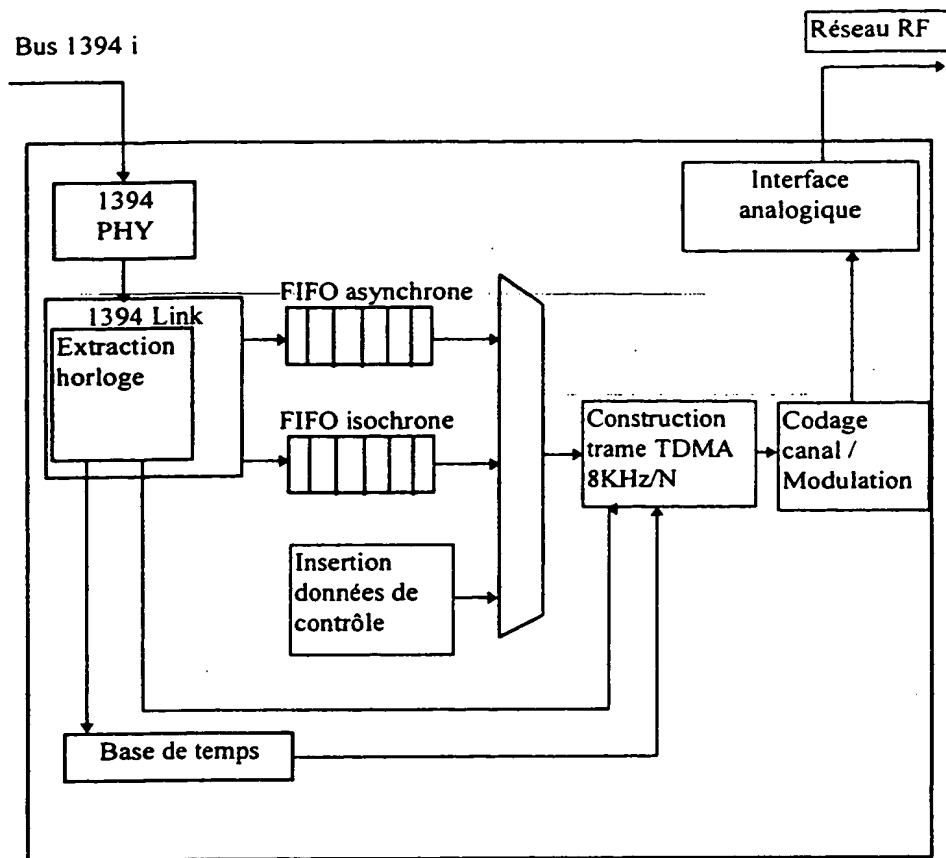 Bus 1394 i
Réseau RF
1394
PHY
Interface
analogique
1394 Link
Extraction
horloge
FIFO asynchrone
FIFO isochrone
Construction
trame TDMA
8KHz/N
Codage
canal /
Modulation
Insertion
données de
contrôle
Base de temps